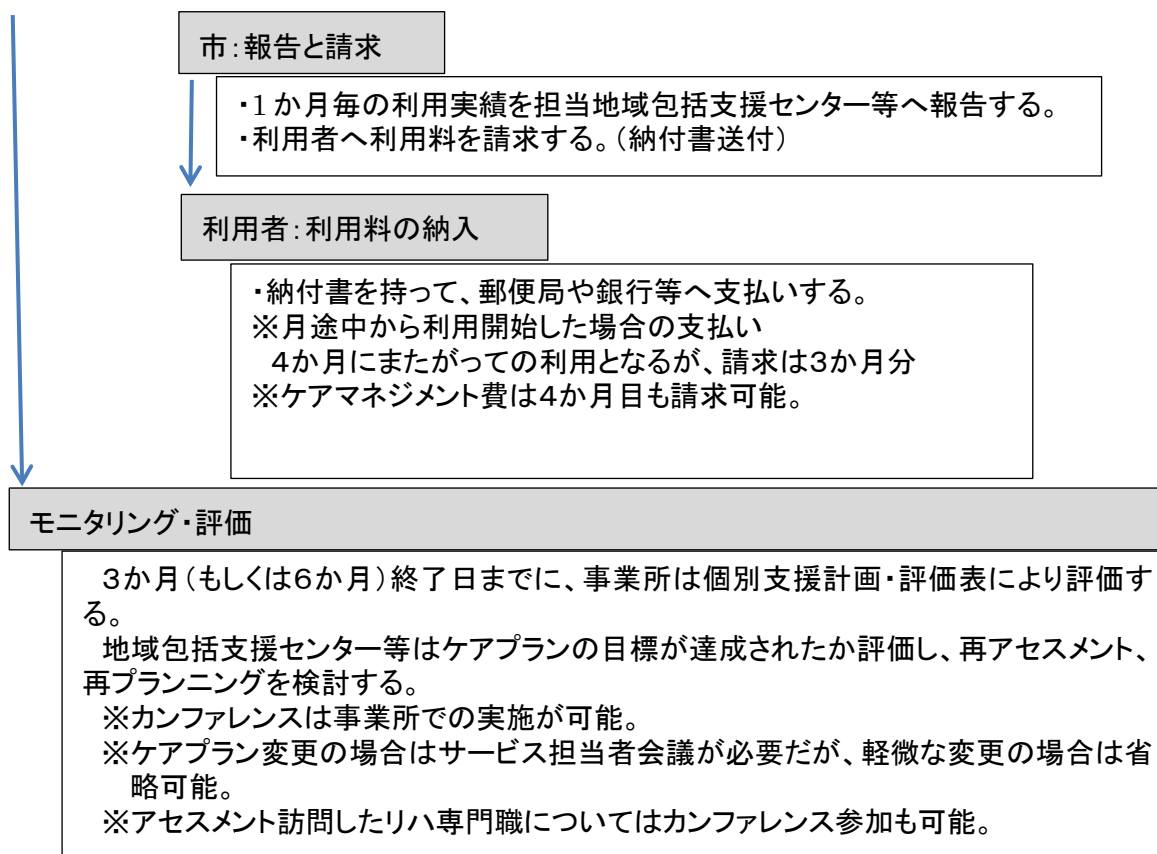 市：報告と請求
・1か月毎の利用実績を担当地域包括支援センター等へ報告する。
・利用者へ利用料を請求する。（納付書送付）
利用者：利用料の納入
・納付書を持って、郵便局や銀行等へ支払いする。
※月途中から利用開始した場合の支払い
４か月にまたがっての利用となるが、請求は３か月分
※ケアマネジメント費は４か月目も請求可能。
モニタリング・評価
３か月（もしくは６か月）終了日までに、事業所は個別支援計画・評価表により評価す
る。
地域包括支援センター等はケアプランの目標が達成されたか評価し、再アセスメント、
再プランニングを検討する。
※カンファレンスは事業所での実施が可能。
※ケアプラン変更の場合はサービス担当者会議が必要だが、軽微な変更の場合は省
略可能。
※アセスメント訪問したリハ専門職についてはカンファレンス参加も可能。